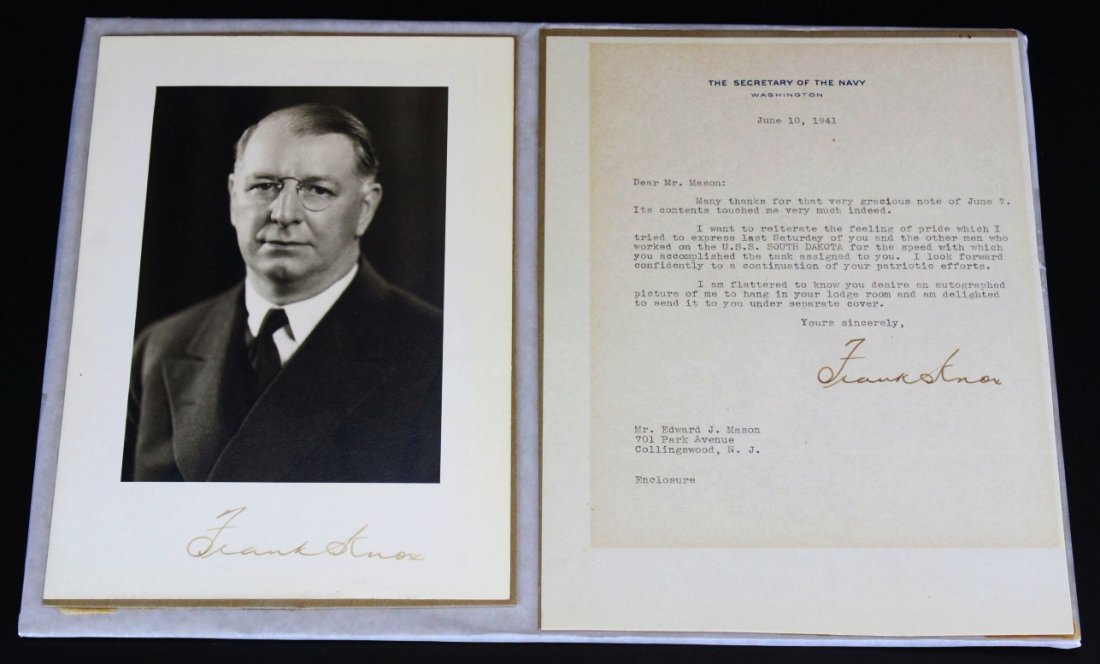 Frank Knox
THE SECRETARY OF THE NAVY
WASHINGTON
June 10, 1941
Dear Mr. Mason:
Many thanks for that very gracious note of June 7.
Its contents touched me very much indeed.
I want to reiterate the feeling of pride which I
tried to express last Saturday of you and the other men who
worked on the U.S.S. SOUTH DAKOTA for the speed with which
you accomplished the task assigned to you. I look forward
confidently to a continuation of your patriotic efforts.
I am flattered to know you desire an autographed
picture of me to hang in your lodge room and am delighted
to send it to you under separate cover.
Yours sincerely,
Frank Knox
Mr. Edward J. Mason
701 Park Avenue
Collingswood, N. J.
Enclosure